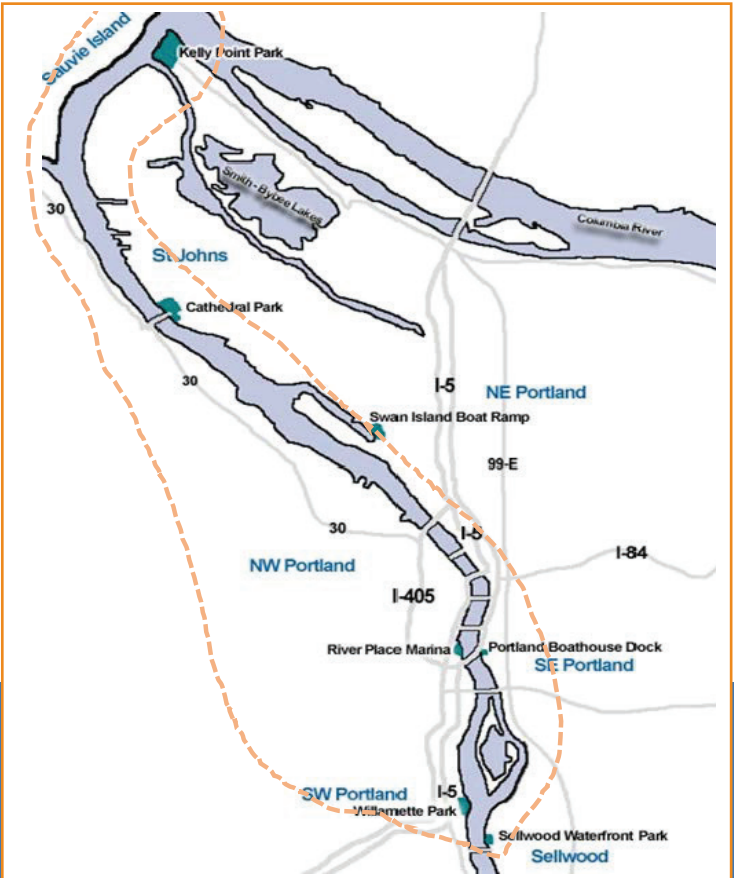 Sauvie Island
Kelly Point Park
Smith-Bybee Lakes
Columbia River
30
St Johns
Cathedral Park
30
I-5
NE Portland
Swan Island Boat Ramp
99-E
30
I-5
I-84
NW Portland
I-405
River Place Marina
Portland Boathouse Dock
SE Portland
SW Portland
I-5
Willamette Park
Sellwood Waterfront Park
Sellwood